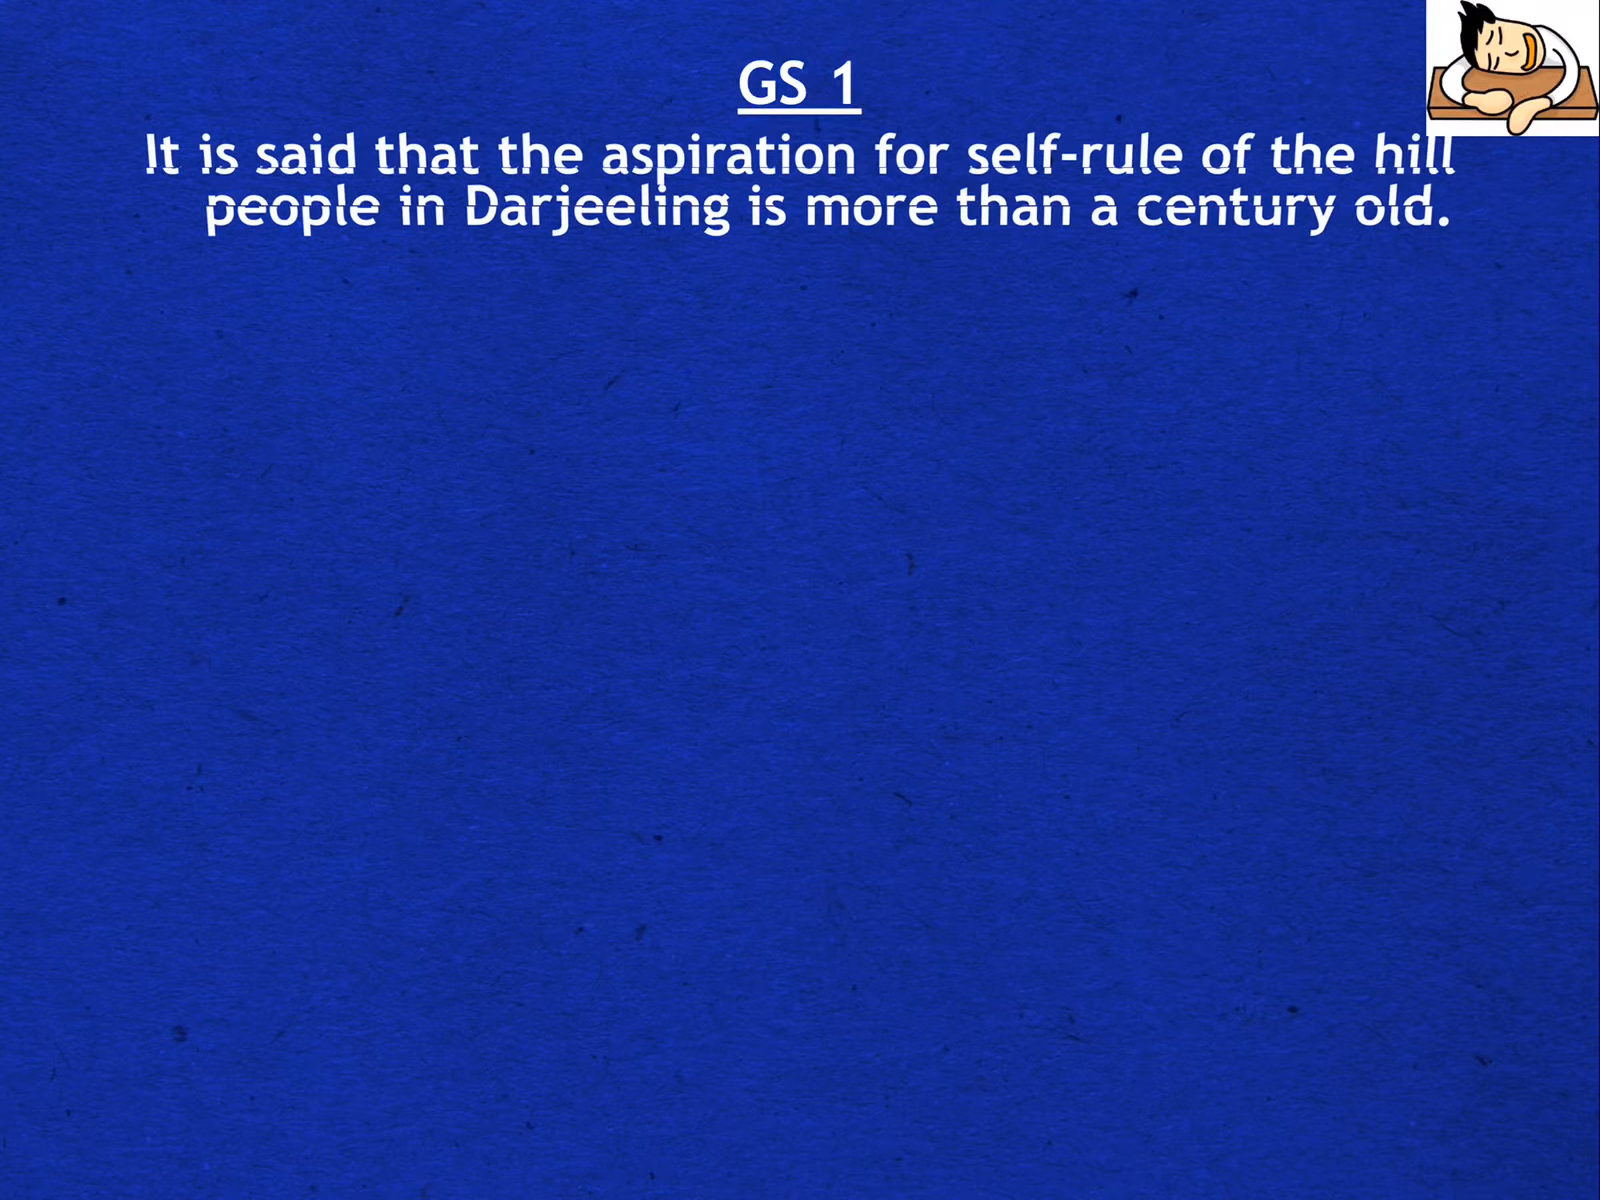 GS 1
It is said that the aspiration for self-rule of the hill
people in Darjeeling is more than a century old.